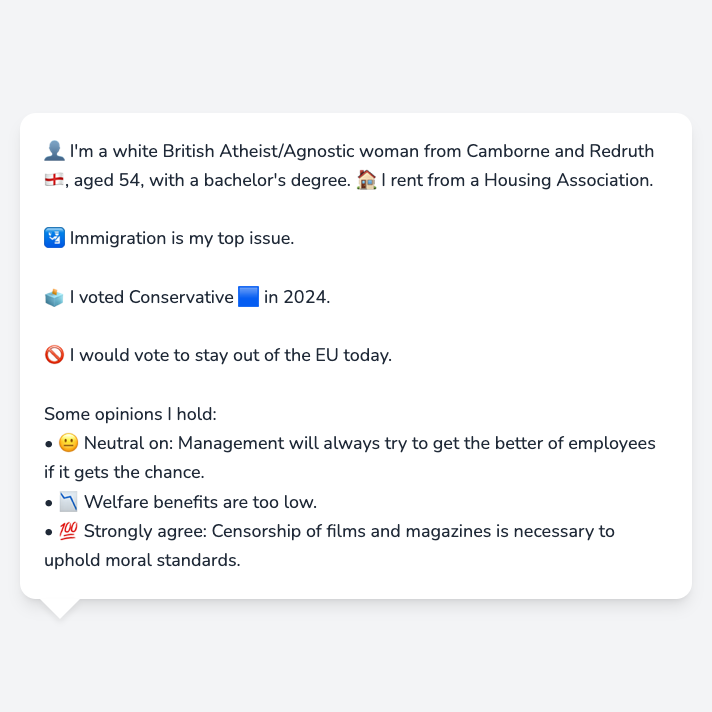 👤 I'm a white British Atheist/Agnostic woman from Camborne and Redruth
🏴󠁧󠁢󠁥󠁮󠁧󠁿, aged 54, with a bachelor's degree. 🏠 I rent from a Housing Association.
🛂 Immigration is my top issue.
🗳️ I voted Conservative 🟦 in 2024.
🚫 I would vote to stay out of the EU today.
Some opinions I hold:
• 😐 Neutral on: Management will always try to get the better of employees
if it gets the chance.
• 📉 Welfare benefits are too low.
• 💯 Strongly agree: Censorship of films and magazines is necessary to
uphold moral standards.